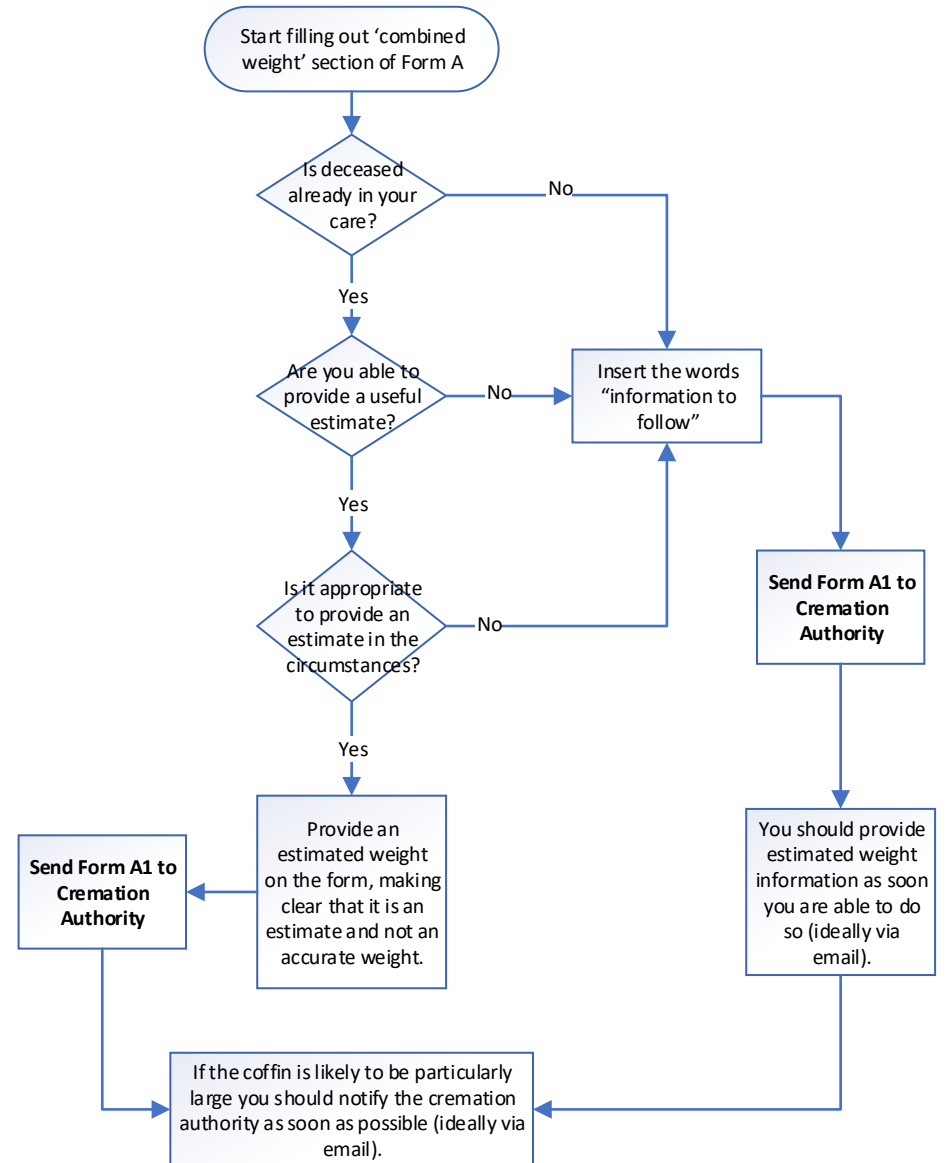 Start filling out ‘combined
weight’ section of Form A
Is deceased
already in your
care?
No
Yes
Are you able to
provide a useful
estimate?
No
Insert the words
“information to
follow”
Yes
Is it appropriate
to provide an
estimate in the
circumstances?
No
Send Form A1 to
Cremation
Authority
Yes
Provide an
estimated weight
on the form, making
clear that it is an
estimate and not an
accurate weight.
Send Form A1 to
Cremation
Authority
You should provide
estimated weight
information as soon
you are able to do
so (ideally via
email).
If the coffin is likely to be particularly
large you should notify the cremation
authority as soon as possible (ideally via
email).